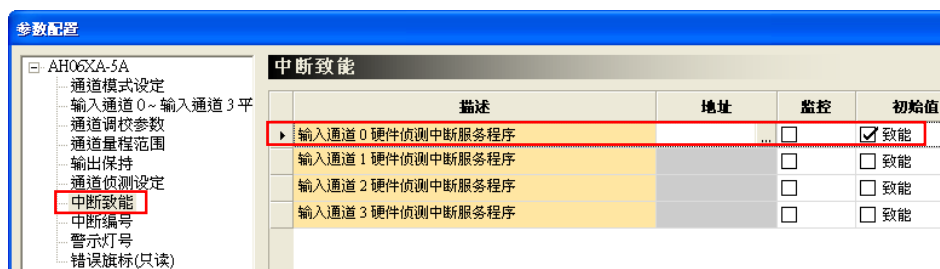 参数配置
AH06XA-5A
通道模式设定
输入通道 0 ~ 输入通道 3 平
通道调校参数
通道量程范围
输出保持
通道侦测设定
中断致能
中断编号
警示灯号
错误旗标(只读)
中断致能
描述 地址 监控 初始值
输入通道 0 硬件侦测中断服务程序 ... 致能
输入通道 1 硬件侦测中断服务程序 致能
输入通道 2 硬件侦测中断服务程序 致能
输入通道 3 硬件侦测中断服务程序 致能